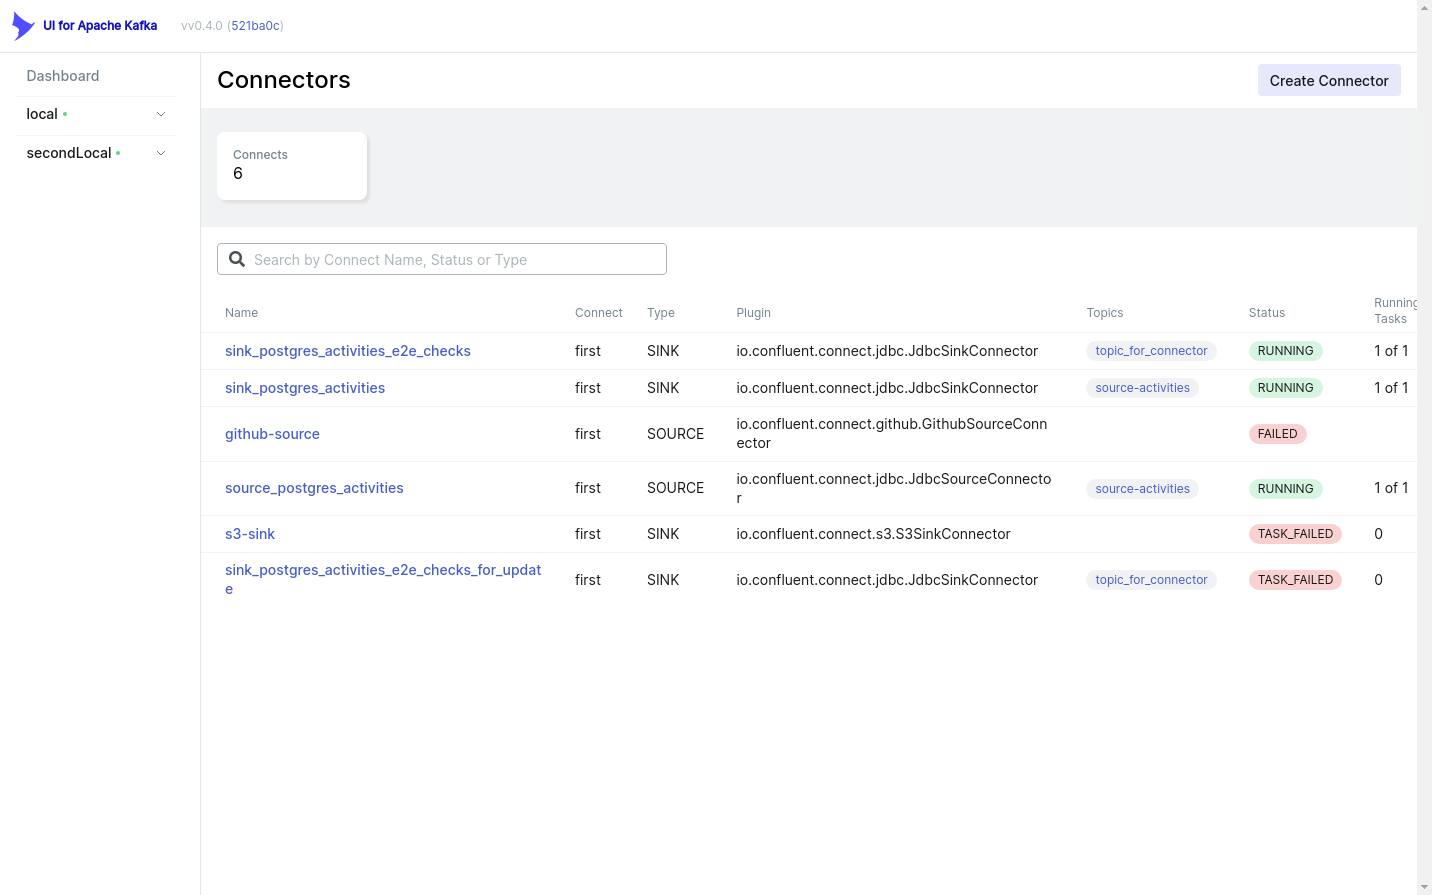 UI for Apache Kafka
vv0.4.0 (521ba0c)
Dashboard
local
secondLocal
Connectors
Create Connector
Connects
6
Search by Connect Name, Status or Type
Name Connect Type Plugin Topics Status Running Tasks
sink_postgres_activities_e2e_checks first SINK io.confluent.connect.jdbc.JdbcSinkConnector topic_for_connector RUNNING 1 of 1
sink_postgres_activities first SINK io.confluent.connect.jdbc.JdbcSinkConnector source-activities RUNNING 1 of 1
github-source first SOURCE io.confluent.connect.github.GithubSourceConn
ector FAILED
source_postgres_activities first SOURCE io.confluent.connect.jdbc.JdbcSourceConnecto
r source-activities RUNNING 1 of 1
s3-sink first SINK io.confluent.connect.s3.S3SinkConnector TASK_FAILED 0
sink_postgres_activities_e2e_checks_for_updat
e first SINK io.confluent.connect.jdbc.JdbcSinkConnector topic_for_connector TASK_FAILED 0